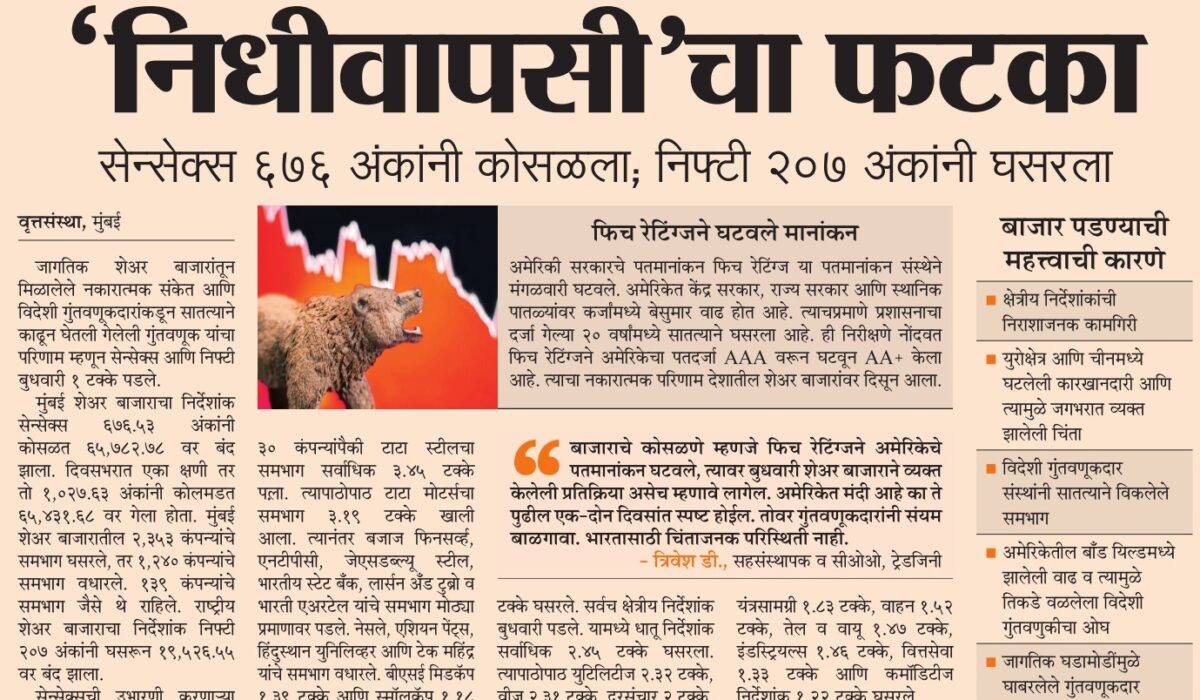 ‘निधीवापसी’चा फटका
सेन्सेक्स ६७६ अंकांनी कोसळला; निफ्टी २०७ अंकांनी घसरला
वृत्तसंस्था, मुंबई
जागतिक शेअर बाजारांतून
मिळालेले नकारात्मक संकेत आणि
विदेशी गुंतवणूकदारांकडून सातत्याने
काढून घेतली गेलेली गुंतवणूक यांचा
परिणाम म्हणून सेन्सेक्स आणि निफ्टी
बुधवारी १ टक्के पडले.
मुंबई शेअर बाजाराचा निर्देशांक
सेन्सेक्स ६७६.५३ अंकांनी
कोसळत ६५,७८२.७८ वर बंद
झाला. दिवसभरात एका क्षणी तर
तो १,०२७.६३ अंकांनी कोलमडत
६५,४३१.६८ वर गेला होता. मुंबई
शेअर बाजारातील २,३५३ कंपन्यांचे
समभाग घसरले, तर १,२४० कंपन्यांचे
समभाग वधारले. १३९ कंपन्यांचे
समभाग जैसे थे राहिले. राष्ट्रीय
शेअर बाजाराचा निर्देशांक निफ्टी
२०७ अंकांनी घसरून १९,५२६.५५
वर बंद झाला.
सेन्सेक्सची उभारणी करणाऱ्या
३० कंपन्यांपैकी टाटा स्टीलचा
समभाग सर्वाधिक ३.४५ टक्के
पडला. त्यापाठोपाठ टाटा मोटर्सचा
समभाग ३.१९ टक्के खाली
आला. त्यानंतर बजाज फिनसर्व्ह,
एनटीपीसी, जेएसडब्ल्यू स्टील,
भारतीय स्टेट बँक, लार्सन अँड टुब्रो व
भारती एअरटेल यांचे समभाग मोठ्या
प्रमाणावर पडले. नेसले, एशियन पेंट्स,
हिंदुस्थान युनिलिव्हर आणि टेक महिंद्र
यांचे समभाग वधारले. बीएसई मिडकॅप
१.३९ टक्के आणि स्मॉलकॅप १.१८
फिच रेटिंग्जने घटवले मानांकन
अमेरिकी सरकारचे पतमानांकन फिच रेटिंग्ज या पतमानांकन संस्थेने
मंगळवारी घटवले. अमेरिकेत केंद्र सरकार, राज्य सरकार आणि स्थानिक
पातळ्यांवर कर्जांमध्ये बेसुमार वाढ होत आहे. त्याचप्रमाणे प्रशासनाचा
दर्जा गेल्या २० वर्षांमध्ये सातत्याने घसरला आहे. ही निरीक्षणे नोंदवत
फिच रेटिंग्जने अमेरिकेचा पतदर्जा AAA वरून घटवून AA+ केला
आहे. त्याचा नकारात्मक परिणाम देशातील शेअर बाजारांवर दिसून आला.
“ बाजाराचे कोसळणे म्हणजे फिच रेटिंग्जने अमेरिकेचे
पतमानांकन घटवले, त्यावर बुधवारी शेअर बाजाराने व्यक्त
केलेली प्रतिक्रिया असेच म्हणावे लागेल. अमेरिकेत मंदी आहे का ते
पुढील एक-दोन दिवसांत स्पष्ट होईल. तोवर गुंतवणूकदारांनी संयम
बाळगावा. भारतासाठी चिंताजनक परिस्थिती नाही.
- त्रिवेश डी., सहसंस्थापक व सीओओ, ट्रेडजिनी
टक्के घसरले. सर्वच क्षेत्रीय निर्देशांक
बुधवारी पडले. यामध्ये धातू निर्देशांक
सर्वाधिक २.४५ टक्के घसरला.
त्यापाठोपाठ युटिलिटीज २.३२ टक्के,
वीज २.३१ टक्के, दूरसंचार २ टक्के,
यंत्रसामग्री १.८३ टक्के, वाहन १.५२
टक्के, तेल व वायू १.४७ टक्के,
इंडस्ट्रियल्स १.४६ टक्के, वित्तसेवा
१.३३ टक्के आणि कमॉडिटीज
निर्देशांक १.२२ टक्के घसरले.
बाजार पडण्याची
महत्त्वाची कारणे
■ क्षेत्रीय निर्देशांकांची
निराशाजनक कामगिरी
■ युरोक्षेत्र आणि चीनमध्ये
घटलेली कारखानदारी आणि
त्यामुळे जगभरात व्यक्त
झालेली चिंता
■ विदेशी गुंतवणूकदार
संस्थांनी सातत्याने विकलेले
समभाग
■ अमेरिकेतील बाँड यिल्डमध्ये
झालेली वाढ व त्यामुळे
तिकडे वळलेला विदेशी
गुंतवणुकीचा ओघ
■ जागतिक घडामोडींमुळे
घाबरलेले गुंतवणूकदार